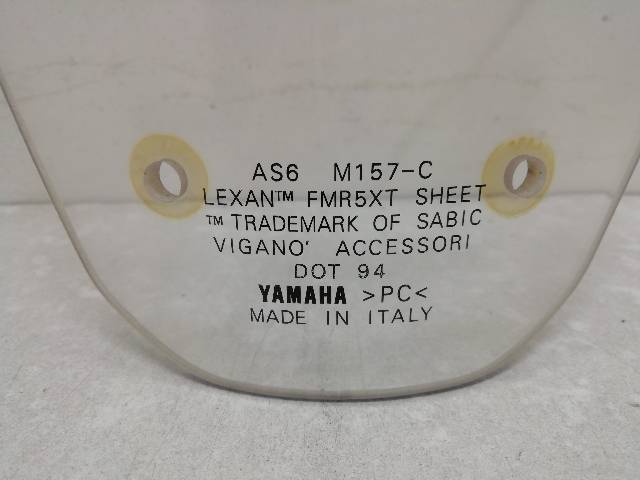 AS6 M157-C
LEXAN™ FMR5XT SHEET
™ TRADEMARK OF SABIC
VIGANO' ACCESSORI
DOT 94
YAMAHA >PC<
MADE IN ITALY